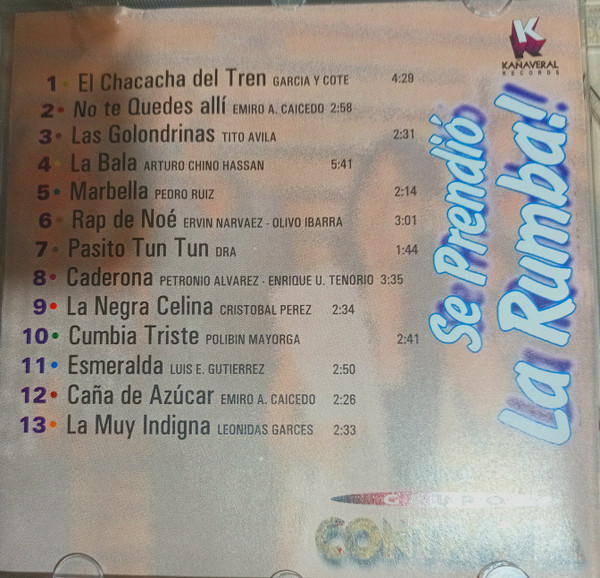 K
KAÑAVERAL
RECORDS
1 • El Chacacha del Tren GARCIA Y COTE 4:29
2 • No te Quedes allí EMIRO A. CAICEDO 2:58
3 • Las Golondrinas TITO AVILA 2:31
4 • La Bala ARTURO CHINO HASSAN 5:41
5 • Marbella PEDRO RUIZ 2:14
6 • Rap de Noé ERVIN NARVAEZ - OLIVO IBARRA 3:01
7 • Pasito Tun Tun DRA 1:44
8 • Caderona PETRONIO ALVAREZ - ENRIQUE U. TENORIO 3:35
9 • La Negra Celina CRISTOBAL PEREZ 2:34
10 • Cumbia Triste POLIBIN MAYORGA 2:41
11 • Esmeralda LUIS E. GUTIERREZ 2:50
12 • Caña de Azúcar EMIRO A. CAICEDO 2:26
13 • La Muy Indigna LEONIDAS GARCES 2:33
Se Prendió
La Rumba!